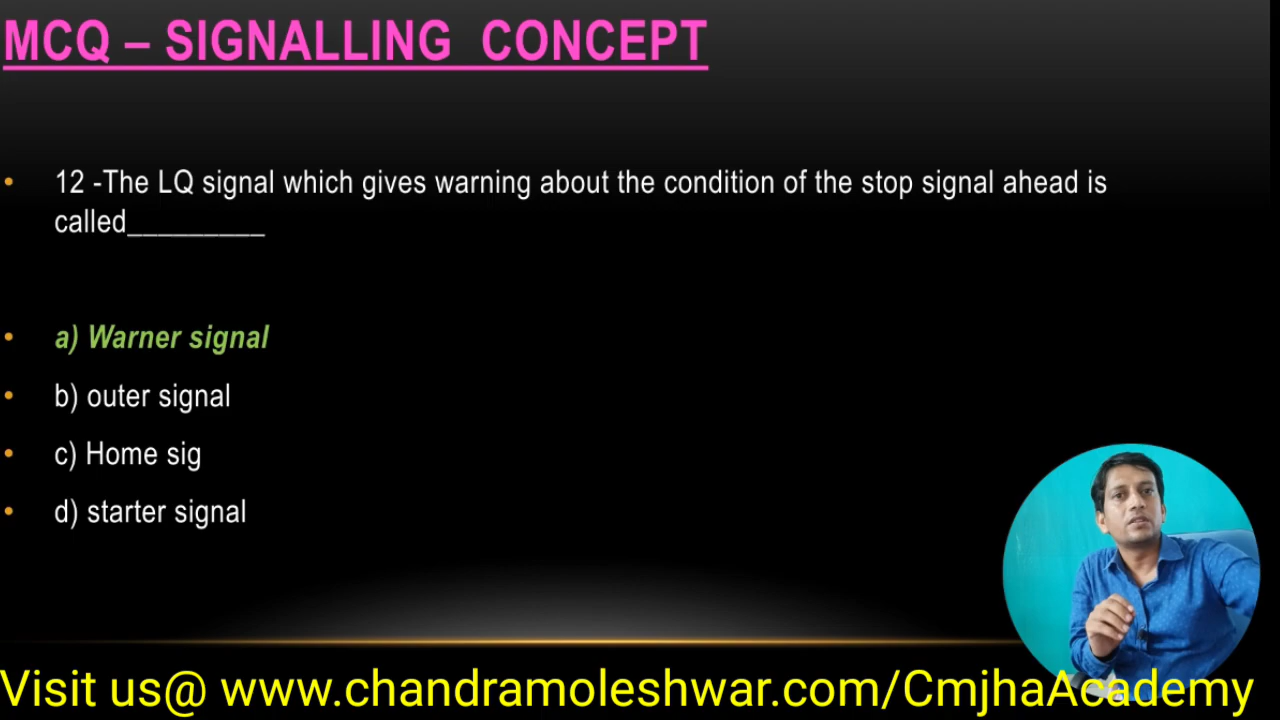 MCQ – SIGNALLING CONCEPT
• 12 -The LQ signal which gives warning about the condition of the stop signal ahead is
called_________
• a) Warner signal
• b) outer signal
• c) Home sig
• d) starter signal
Visit us@ www.chandramoleshwar.com/CmjhaAcademy